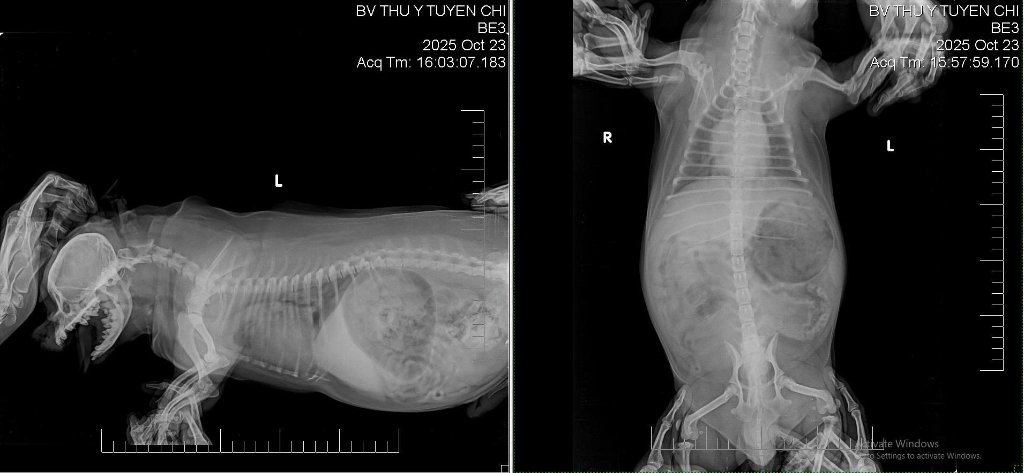 BV THU Y TUYEN CHI
BE3
2025 Oct 23
Acq Tm: 16:03:07.183
L
BV THU Y TUYEN CHI
BE3
2025 Oct 23
Acq Tm: 15:57:59.170
R
L
Activate Windows
Go to Settings to activate Windows.